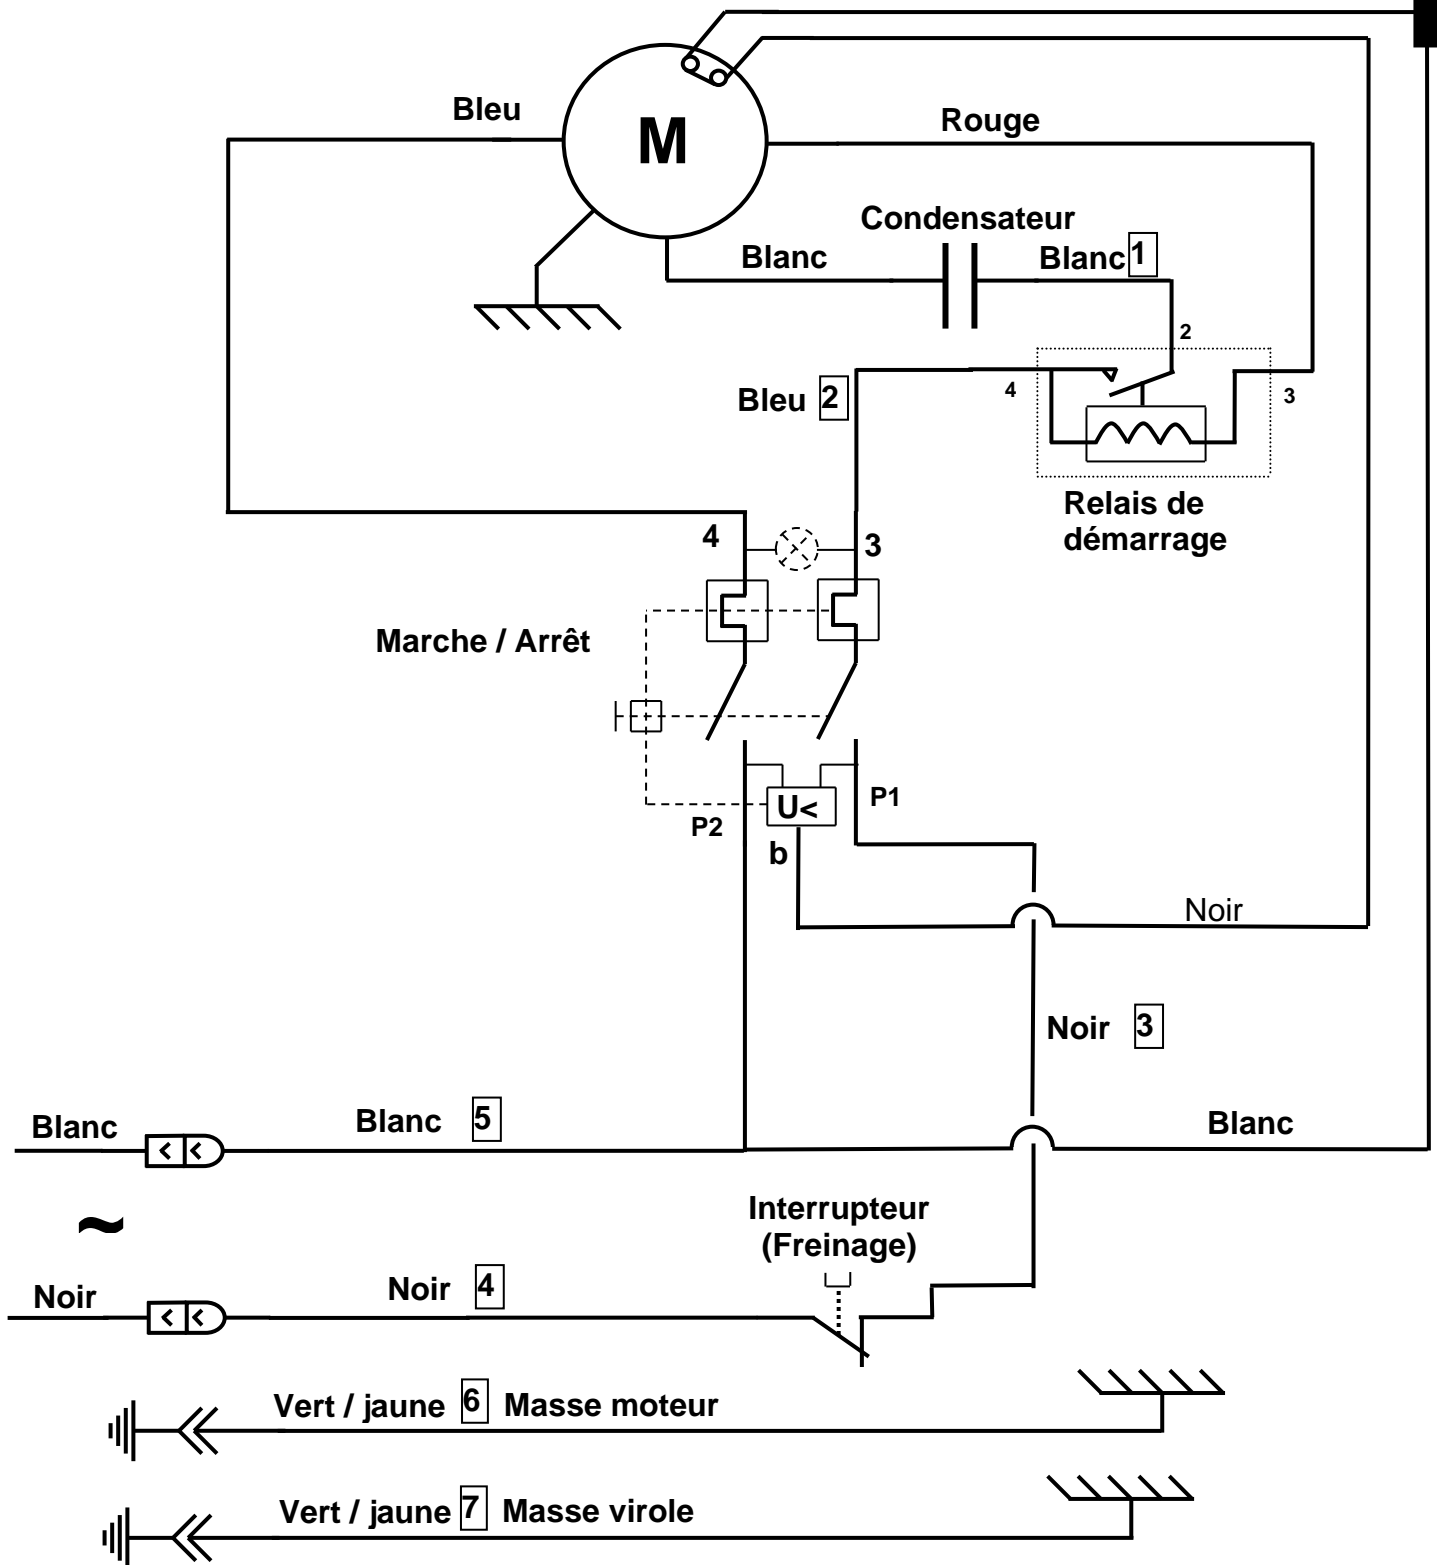 Bleu
M
Rouge
Condensateur
Blanc
Blanc 1
2
Bleu 2
4
3
Relais de
démarrage
4
3
Marche / Arrêt
U<
P1
P2
b
Noir
Noir 3
Blanc
Blanc 5
Blanc
~
Interrupteur
(Freinage)
Noir
Noir 4
Vert / jaune 6 Masse moteur
Vert / jaune 7 Masse virole